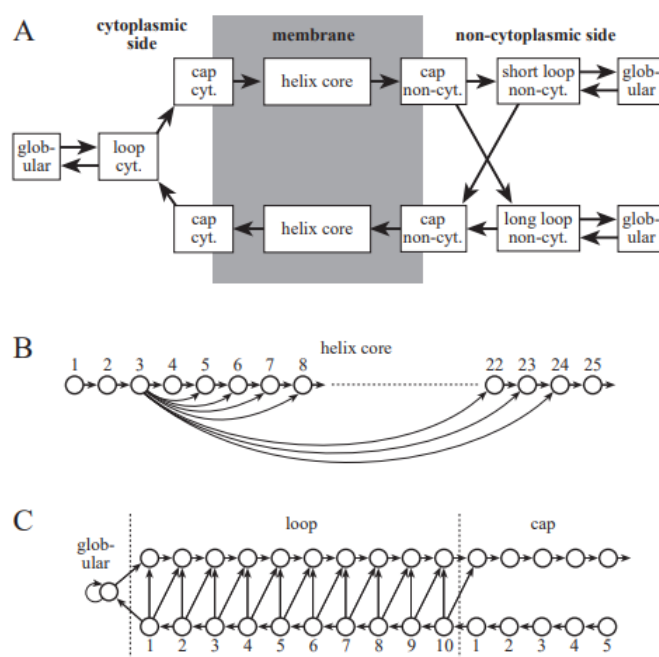 A
cytoplasmic
side
membrane
non-cytoplasmic side
cap
cyt.
helix core
cap
non-cyt.
short loop
non-cyt.
glob-
ular
glob-
ular
loop
cyt.
cap
cyt.
helix core
cap
non-cyt.
long loop
non-cyt.
glob-
ular
B
helix core
1 2 3 4 5 6 7 8 22 23 24 25
C
loop
cap
glob-
ular
1 2 3 4 5 6 7 8 9 10 1 2 3 4 5